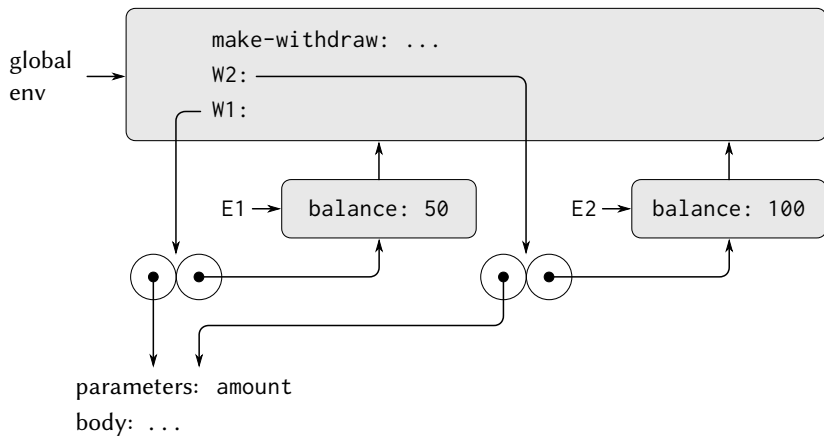 make-withdraw: ...
global
env
W2:
W1:
E1
balance: 50
E2
balance: 100
parameters: amount
body: ...